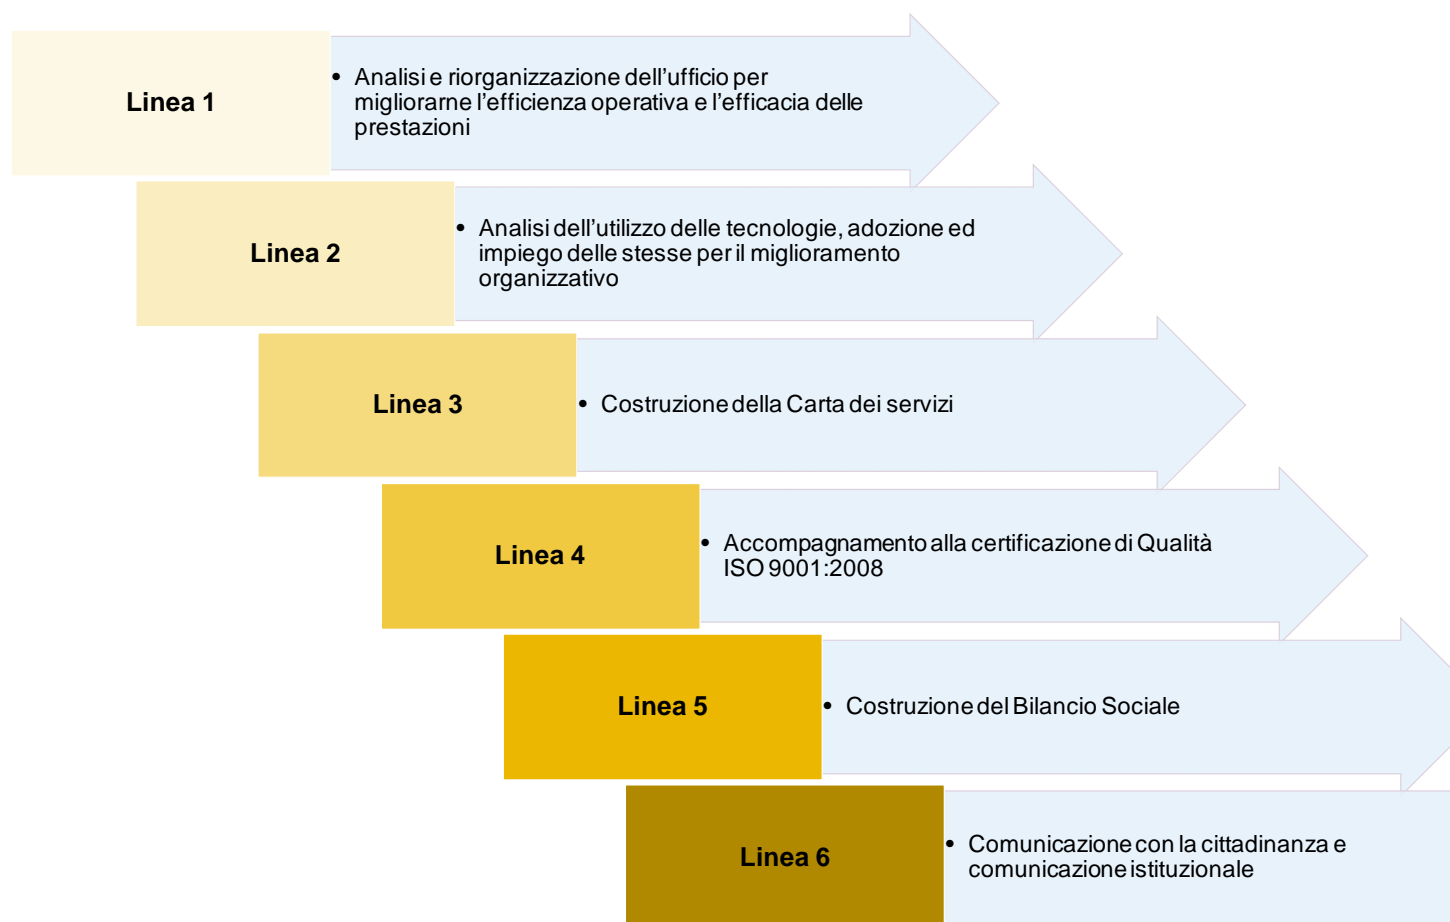 Linea 1
• Analisi e riorganizzazione dell’ufficio per
migliorarne l’efficienza operativa e l’efficacia delle
prestazioni
Linea 2
• Analisi dell’utilizzo delle tecnologie, adozione ed
impiego delle stesse per il miglioramento
organizzativo
Linea 3
• Costruzione della Carta dei servizi
Linea 4
• Accompagnamento alla certificazione di Qualità
ISO 9001:2008
Linea 5
• Costruzione del Bilancio Sociale
Linea 6
• Comunicazione con la cittadinanza e
comunicazione istituzionale